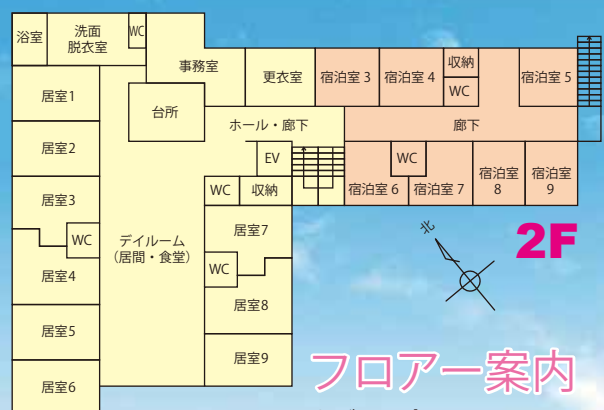 浴室
洗面
脱衣室
WC
事務室
更衣室
宿泊室 3
宿泊室 4
収納
WC
宿泊室 5
居室1
台所
ホール・廊下
廊下
居室2
EV
WC
宿泊室 6
宿泊室 7
宿泊室
8
宿泊室
9
居室3
WC
収納
WC
デイルーム
（居間・食堂）
居室7
WC
居室4
居室8
居室5
居室9
居室6
北
2F
フロアー案内